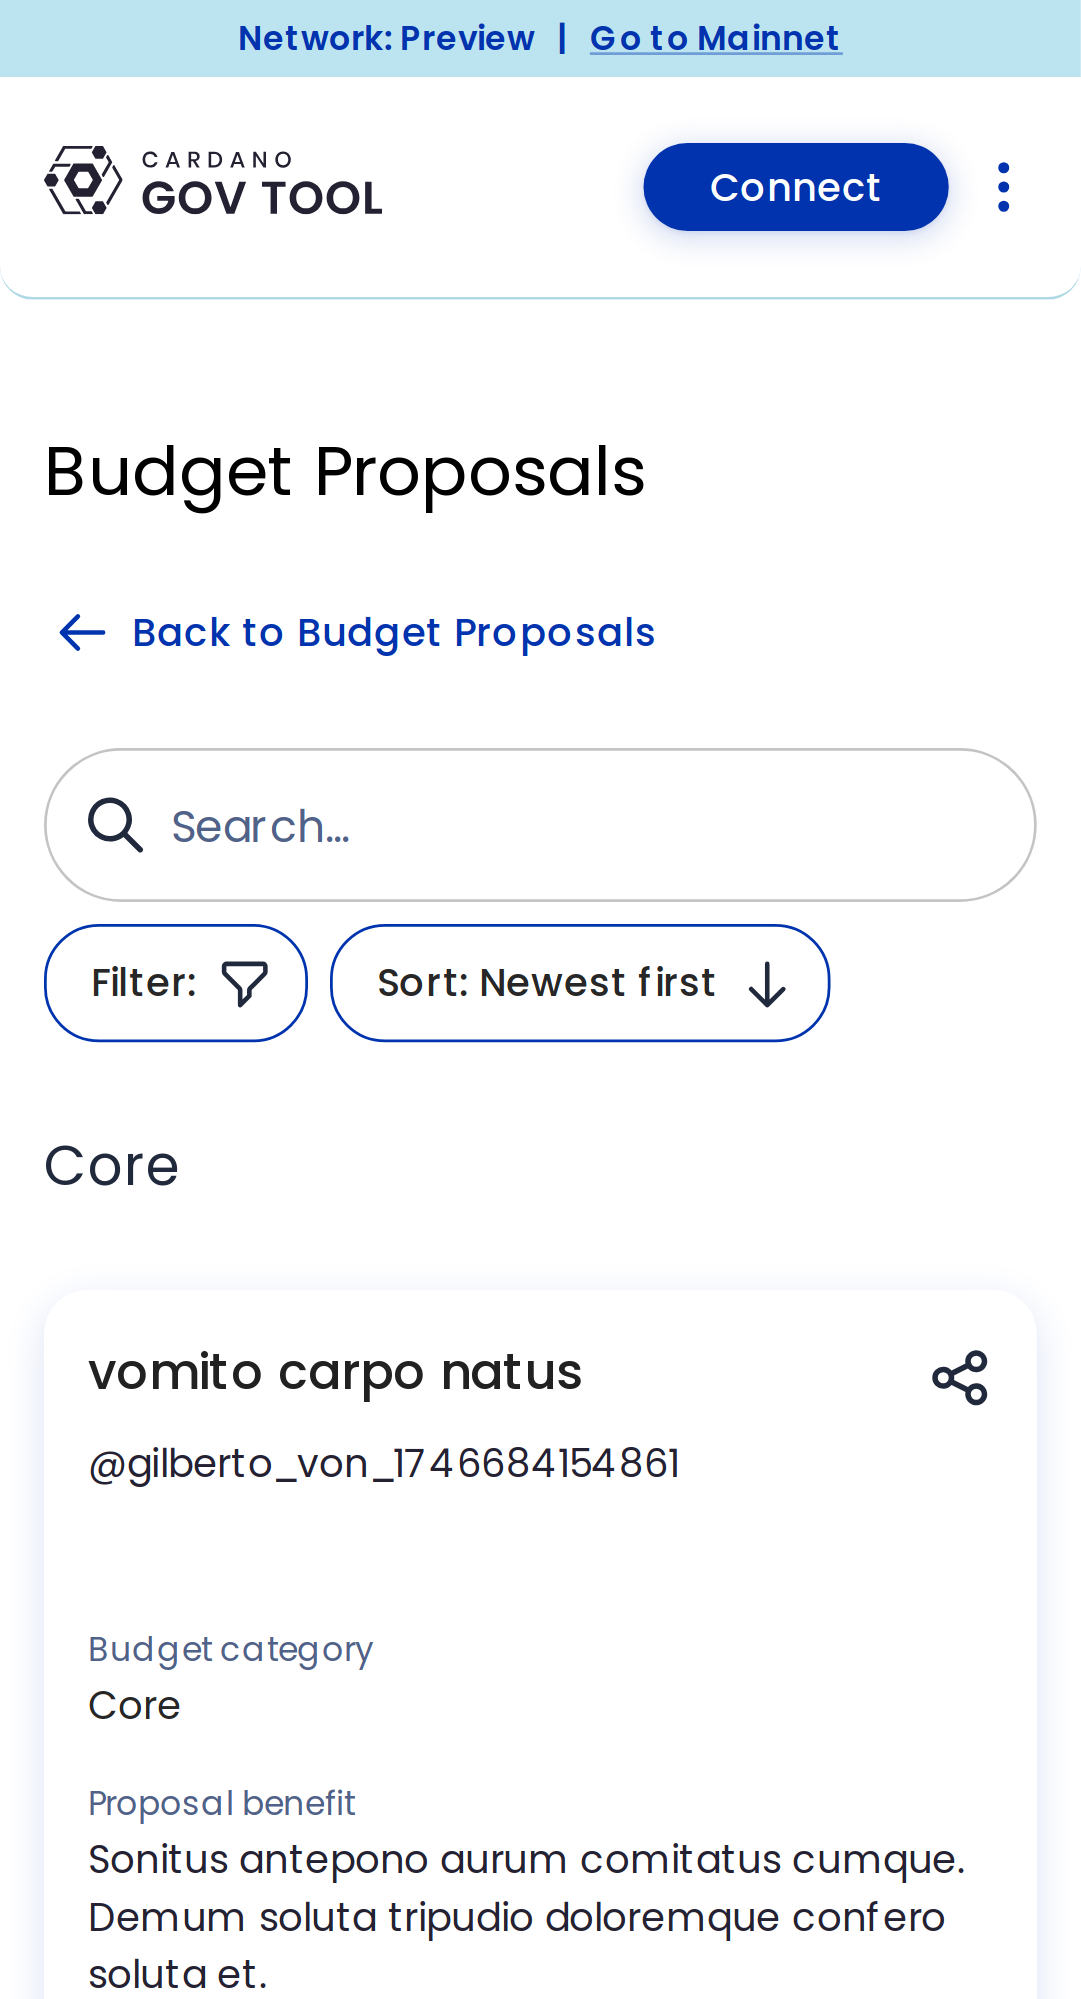 Network: Preview | Go to Mainnet
CARDANO
GOV TOOL
Connect
Budget Proposals
Back to Budget Proposals
Search...
Filter:
Sort: Newest first
Core
vomito carpo natus
@gilberto_von_1746684154861
Budget category
Core
Proposal benefit
Sonitus antepono aurum comitatus cumque.
Demum soluta tripudio doloremque confero
soluta et.